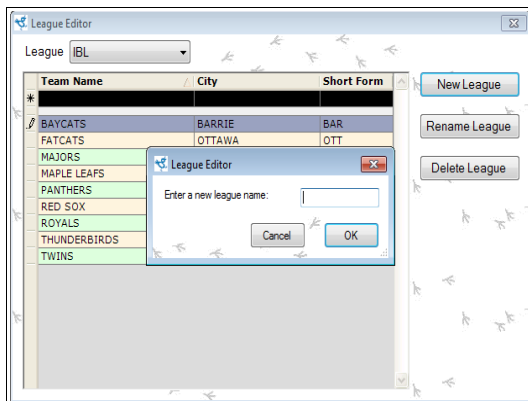 League Editor
League IBL
Team Name City Short Form
New League
BAYCATS BARRIE BAR
Rename League
FATCATS OTTAWA OTT
MAJORS
League Editor
MAPLE LEAFS
Delete League
PANTHERS
Enter a new league name:
RED SOX
ROYALS
Cancel OK
THUNDERBIRDS
TWINS